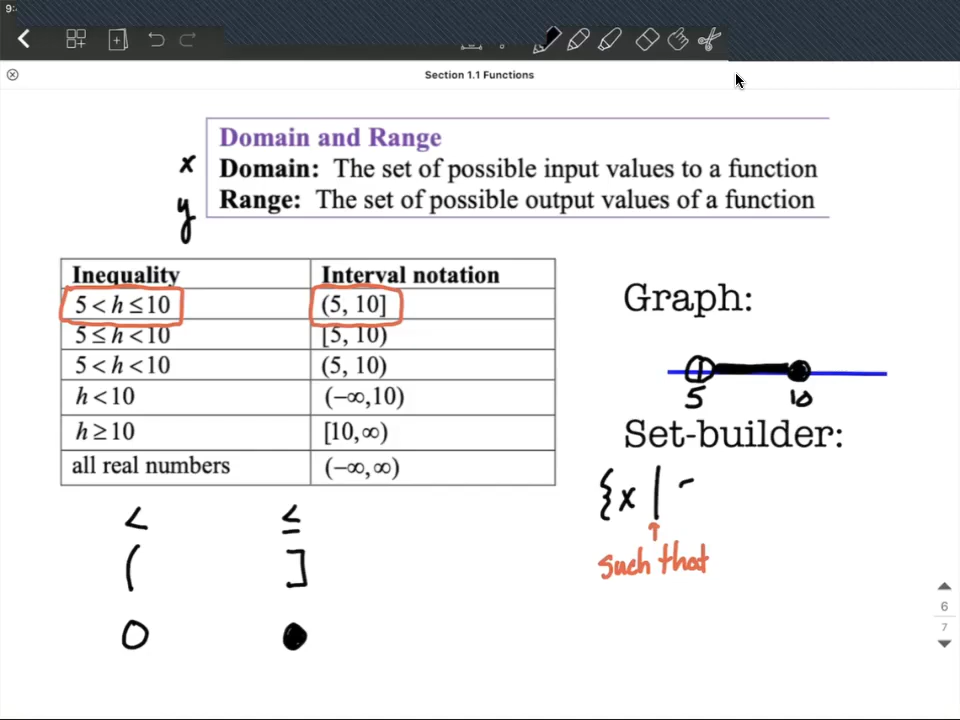 9:
Section 1.1 Functions
Domain and Range
x Domain: The set of possible input values to a function
y Range: The set of possible output values of a function
Inequality Interval notation
5 < h ≤ 10 (5, 10]
5 ≤ h < 10 [5, 10)
5 < h < 10 (5, 10)
h < 10 (−∞,10)
h ≥ 10 [10,∞)
all real numbers (−∞,∞)
Graph:
5 10
Set-builder:
{x |
such that
< ≤
( ]
6
7